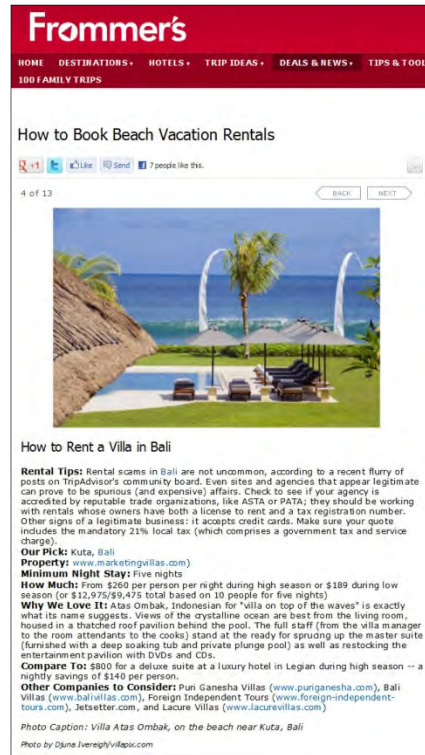 Frommer's
HOME DESTINATIONS HOTELS TRIP IDEAS DEALS & NEWS TIPS & TOOL
100 FAMILY TRIPS
How to Book Beach Vacation Rentals
+1 Like Send 7 people like this.
4 of 13 BACK NEXT
How to Rent a Villa in Bali
Rental Tips: Rental scams in Bali are not uncommon, according to a recent flurry of
posts on TripAdvisor's community board. Even sites and agencies that appear legitimate
can prove to be spurious (and expensive) affairs. Check to see if your agency is
accredited by reputable trade organizations, like ASTA or PATA; they should be working
with rentals whose owners have both a license to rent and a tax registration number.
Other signs of a legitimate business: it accepts credit cards. Make sure your quote
includes the mandatory 21% local tax (which comprises a government tax and service
charge).
Our Pick: Kuta, Bali
Property: www.marketingvillas.com)
Minimum Night Stay: Five nights
How Much: From $260 per person per night during high season or $189 during low
season (or $12,975/$9,475 total based on 10 people for five nights)
Why We Love It: Atas Ombak, Indonesian for "villa on top of the waves" is exactly
what its name suggests. Views of the crystalline ocean are best from the living room,
housed in a thatched roof pavilion behind the pool. The full staff (from the villa manager
to the room attendants to the cooks) stand at the ready for sprucing up the master suite
(furnished with a deep soaking tub and private plunge pool) as well as restocking the
entertainment pavilion with DVDs and CDs.
Compare To: $800 for a deluxe suite at a luxury hotel in Legian during high season -- a
nightly savings of $140 per person.
Other Companies to Consider: Puri Ganesha Villas (www.puriganesha.com), Bali
Villas (www.balivillas.com), Foreign Independent Tours (www.foreign-independent-
tours.com), Jetsetter.com, and Lacure Villas (www.lacurevillas.com)
Photo Caption: Villa Atas Ombak, on the beach near Kuta, Bali
Photo by Djuna Ivereigh/villapix.com